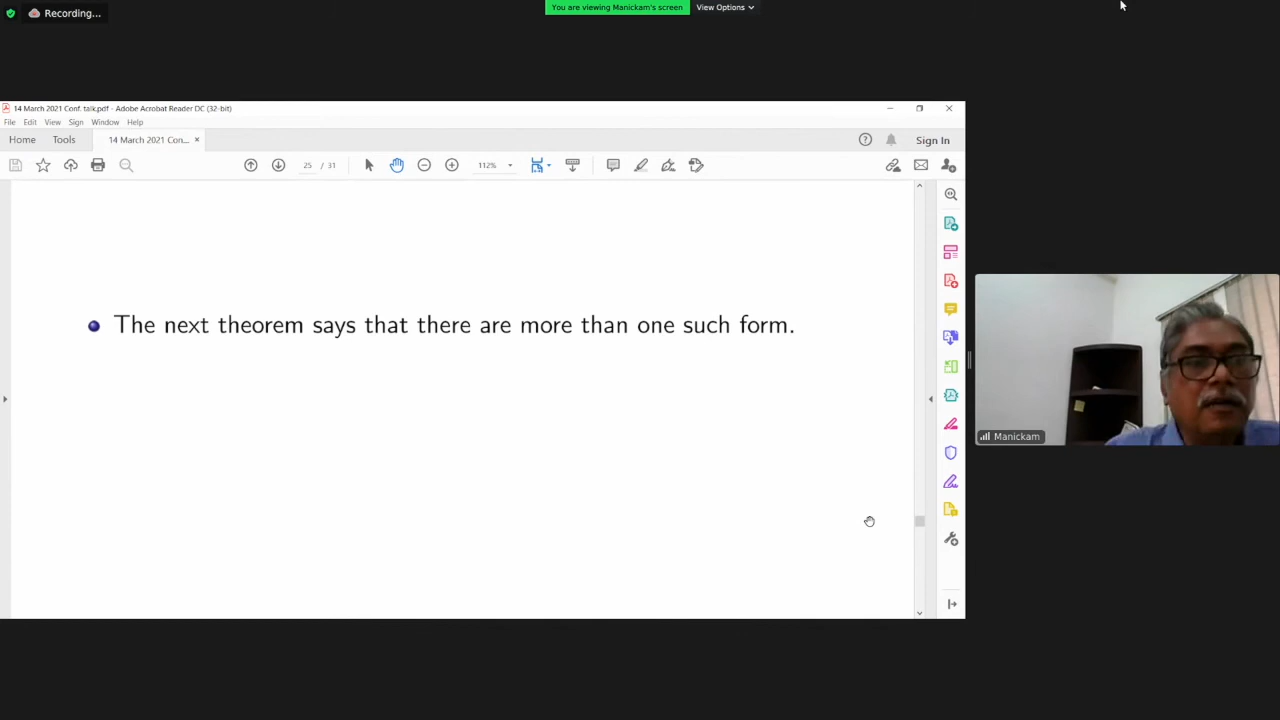 Recording...
You are viewing Manickam's screen
View Options
14 March 2021 Conf. talk.pdf - Adobe Acrobat Reader DC (32-bit)
File Edit View Sign Window Help
Home Tools 14 March 2021 Con... × Sign In
25 / 31 112%
The next theorem says that there are more than one such form.
Manickam